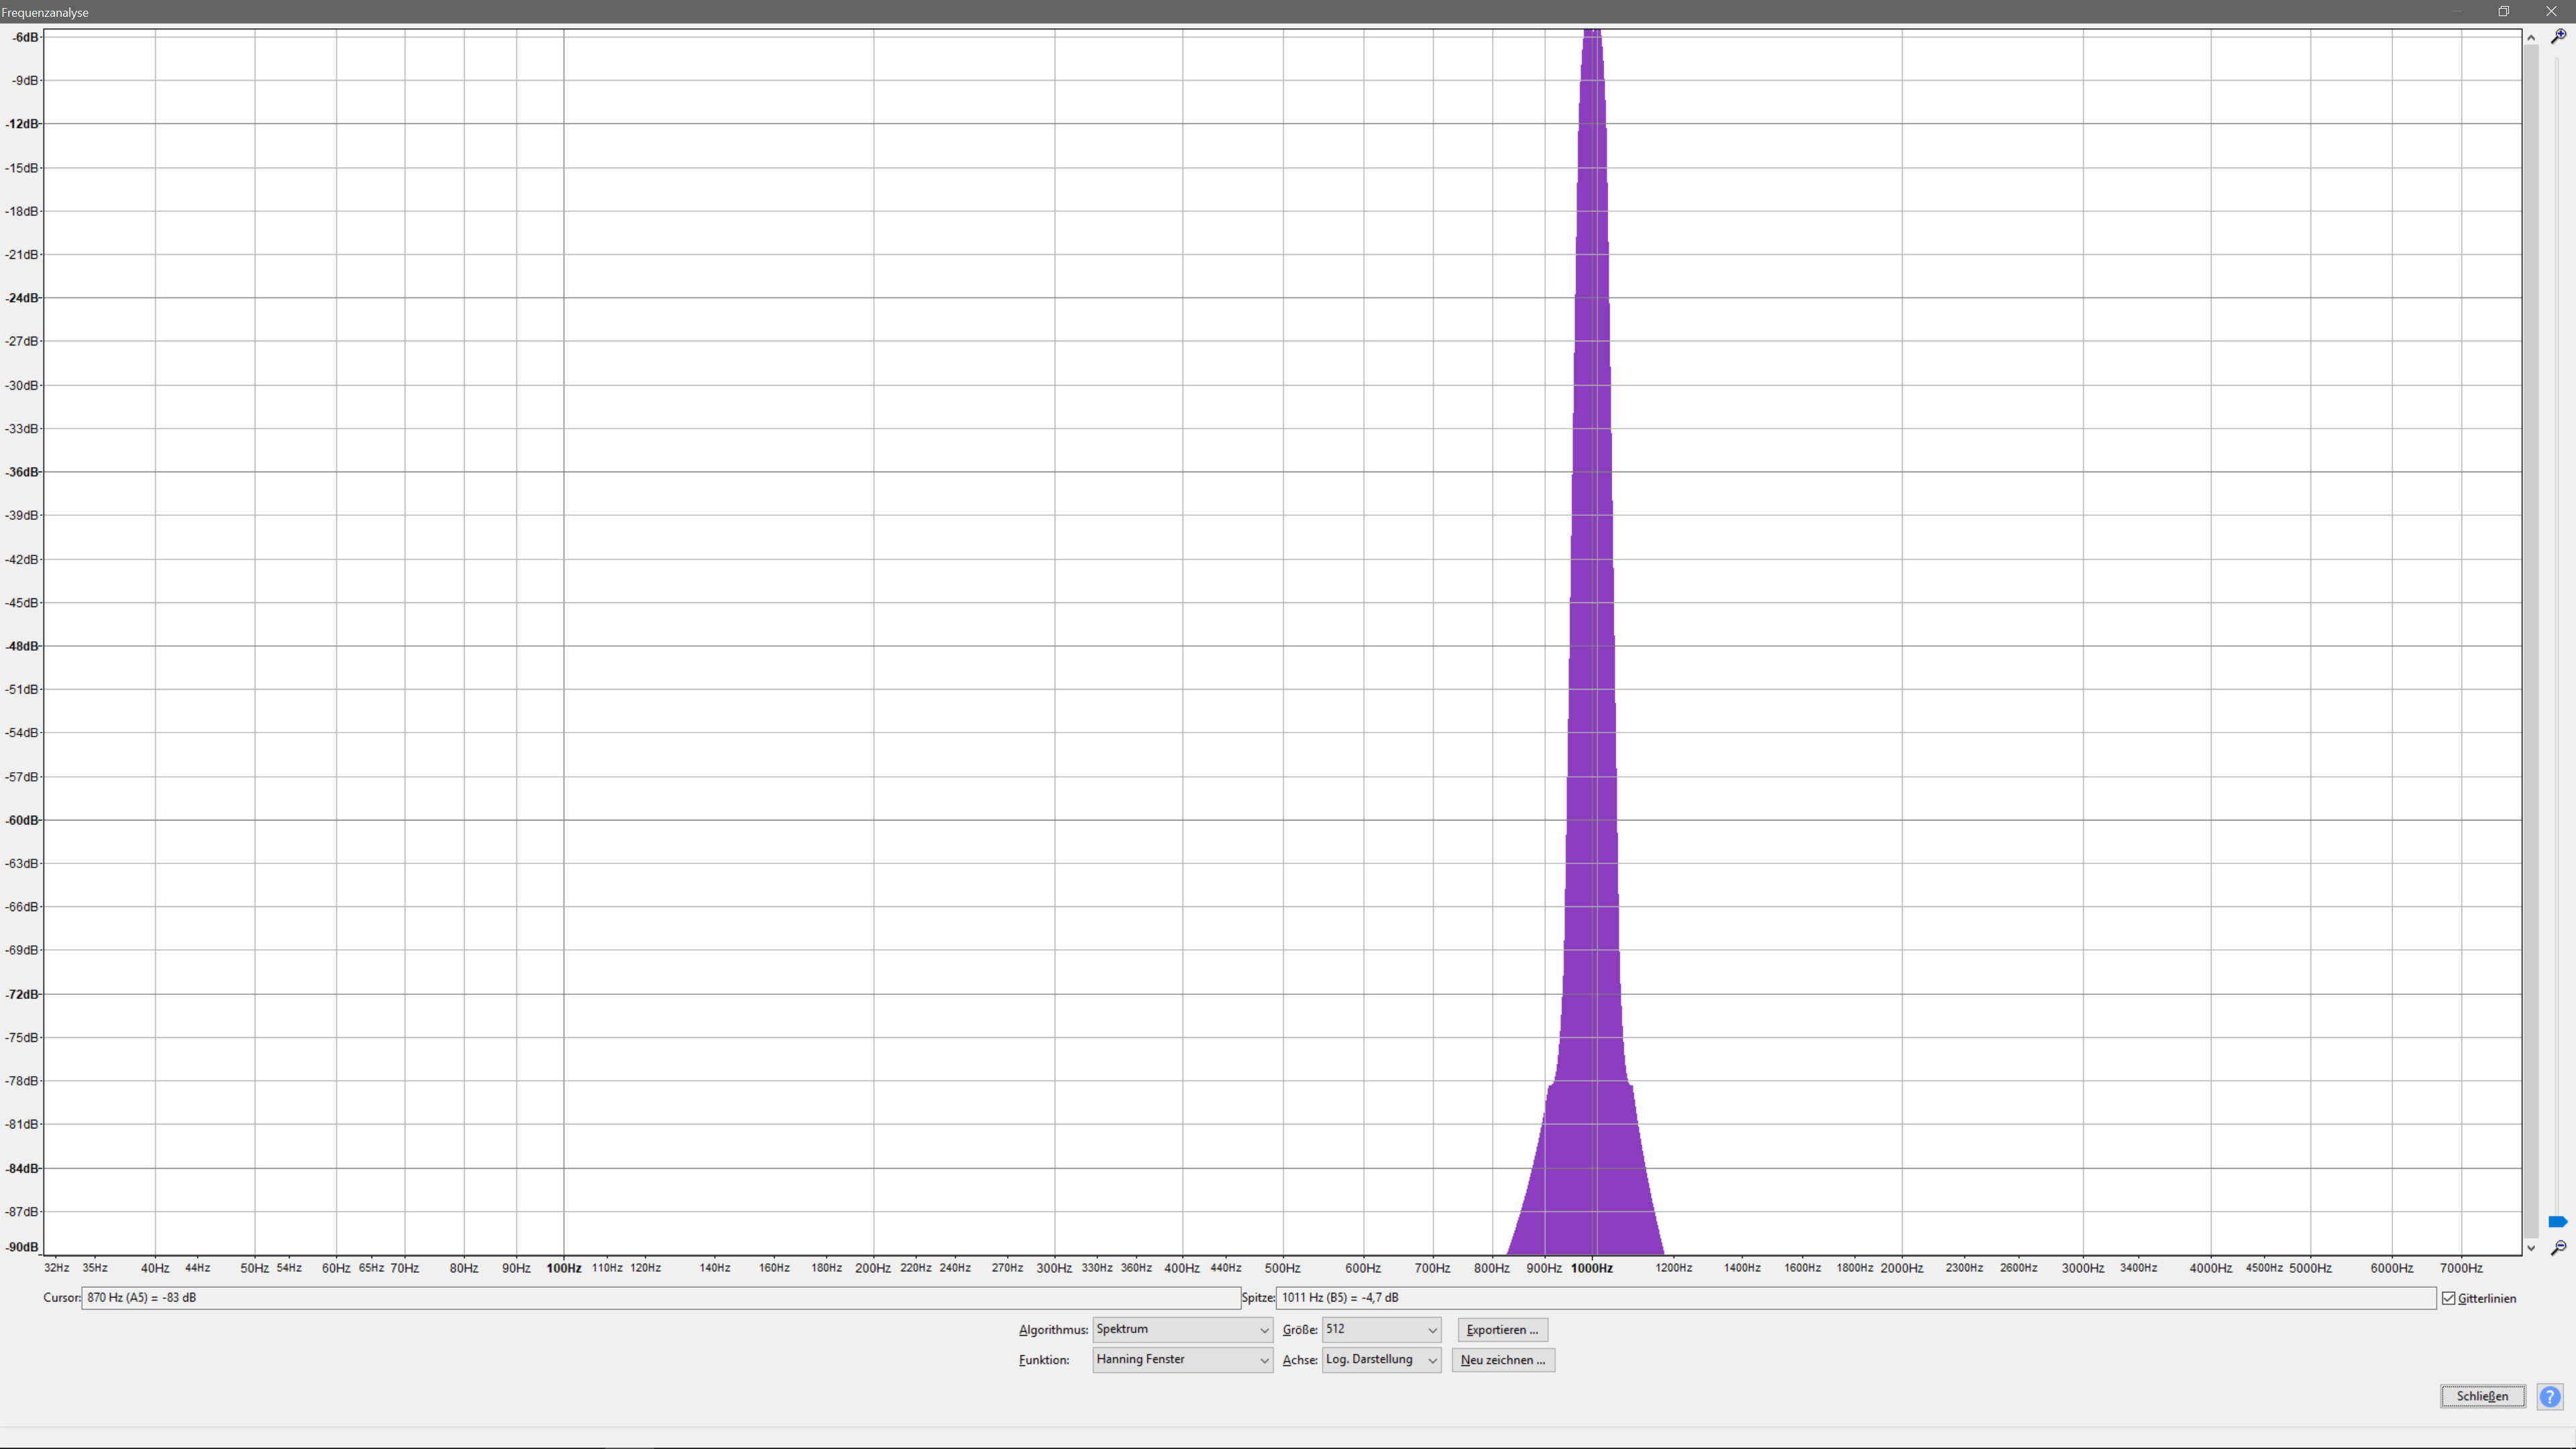 Frequenzanalyse
-6dB
-9dB
-12dB
-15dB
-18dB
-21dB
-24dB
-27dB
-30dB
-33dB
-36dB
-39dB
-42dB
-45dB
-48dB
-51dB
-54dB
-57dB
-60dB
-63dB
-66dB
-69dB
-72dB
-75dB
-78dB
-81dB
-84dB
-87dB
-90dB
32Hz 35Hz 40Hz 44Hz 50Hz 54Hz 60Hz 65Hz 70Hz 80Hz 90Hz 100Hz 110Hz 120Hz 140Hz 160Hz 180Hz 200Hz 220Hz 240Hz 270Hz 300Hz 330Hz 360Hz 400Hz 440Hz 500Hz 600Hz 700Hz 800Hz 900Hz 1000Hz 1200Hz 1400Hz 1600Hz 1800Hz 2000Hz 2300Hz 2600Hz 3000Hz 3400Hz 4000Hz 4500Hz 5000Hz 6000Hz 7000Hz
Cursor: 870 Hz (A5) = -83 dB Spitze: 1011 Hz (B5) = -4,7 dB Gitterlinien
Algorithmus: Spektrum Größe: 512 Exportieren ...
Funktion: Hanning Fenster Achse: Log. Darstellung Neu zeichnen ...
Schließen ?